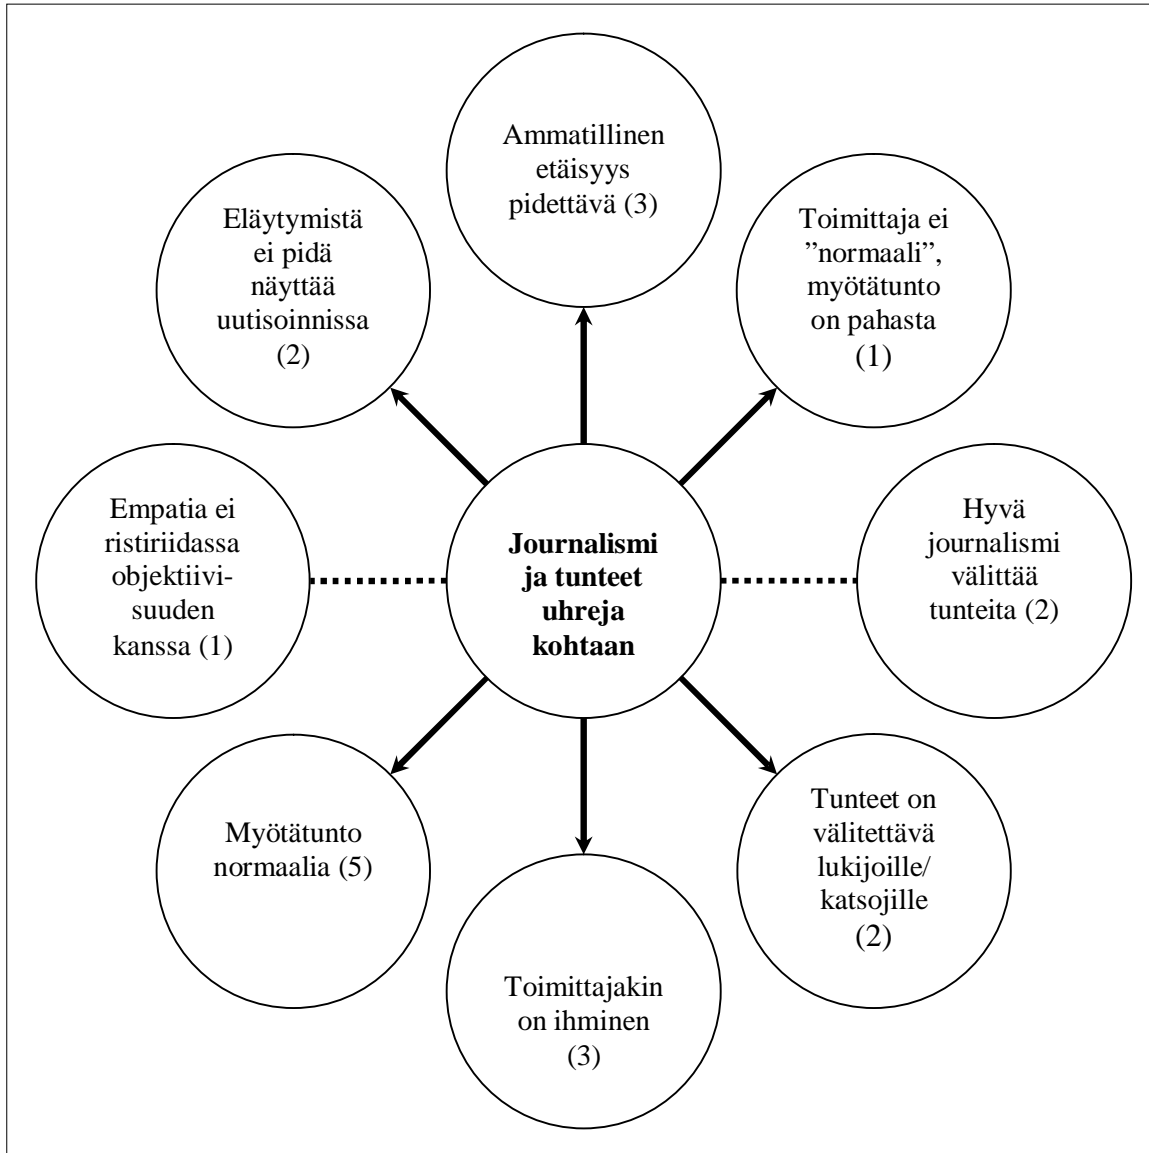 Ammatillinen
etäisyys
pidettävä (3)
Eläytymistä
ei pidä
näyttää
uutisoinnissa
(2)
Toimittaja ei
”normaali”,
myötätunto
on pahasta
(1)
Empatia ei
ristiriidassa
objektiivi-
suuden
kanssa (1)
Journalismi
ja tunteet
uhreja
kohtaan
Hyvä
journalismi
välittää
tunteita (2)
Myötätunto
normaalia (5)
Tunteet on
välitettävä
lukijoille/
katsojille
(2)
Toimittajakin
on ihminen
(3)